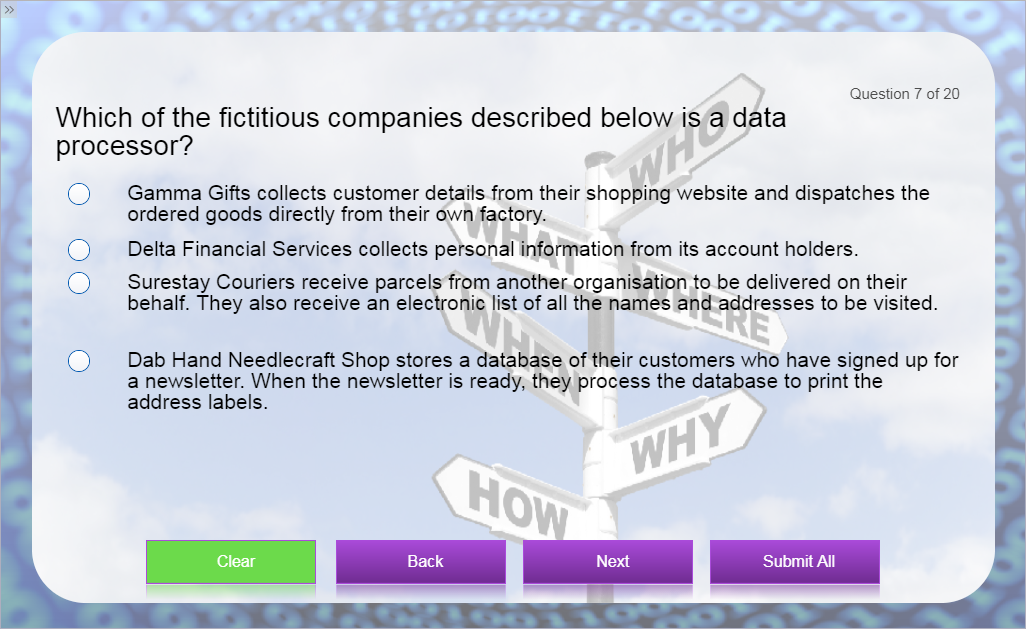 »
Question 7 of 20
Which of the fictitious companies described below is a data
processor?
Gamma Gifts collects customer details from their shopping website and dispatches the
ordered goods directly from their own factory.
Delta Financial Services collects personal information from its account holders.
Surestay Couriers receive parcels from another organisation to be delivered on their
behalf. They also receive an electronic list of all the names and addresses to be visited.
Dab Hand Needlecraft Shop stores a database of their customers who have signed up for
a newsletter. When the newsletter is ready, they process the database to print the
address labels.
WHO
WHAT
WHERE
WHEN
WHY
HOW
Clear
Back
Next
Submit All